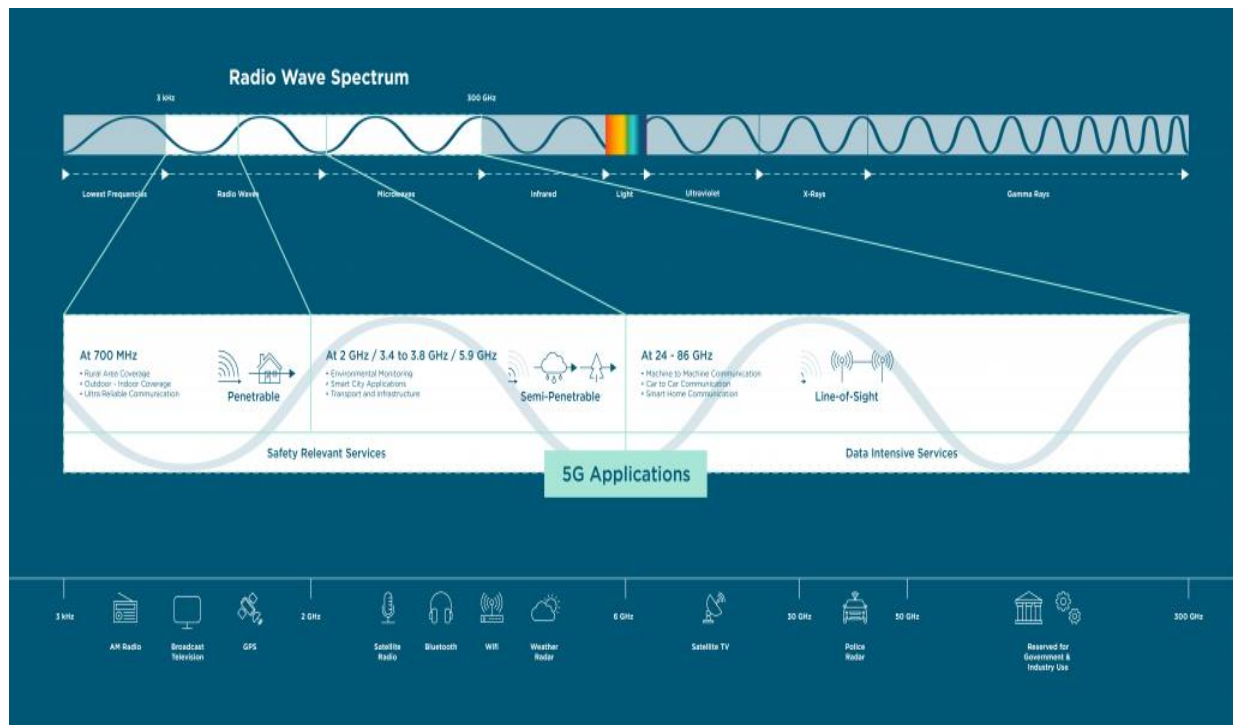 Radio Wave Spectrum
3 kHz
300 GHz
Lowest Frequencies
Radio Waves
Microwaves
Infrared
Light
Ultraviolet
X-Rays
Gamma Rays
At 700 MHz
• Rural Area Coverage
• Outdoor - Indoor Coverage
• Ultra Reliable Communication
Penetrable
At 2 GHz / 3.4 to 3.8 GHz / 5.9 GHz
• Environmental Monitoring
• Smart City Applications
• Transport and Infrastructure
Semi-Penetrable
At 24 - 86 GHz
• Machine to Machine Communication
• Car to Car Communication
• Smart Home Communication
Line-of-Sight
Safety Relevant Services
Data Intensive Services
5G Applications
3 kHz
AM Radio
Broadcast
Television
GPS
2 GHz
Satellite
Radio
Bluetooth
Wifi
Weather
Radar
6 GHz
Satellite TV
30 GHz
Police
Radar
50 GHz
Reserved for
Government &
Industry Use
300 GHz